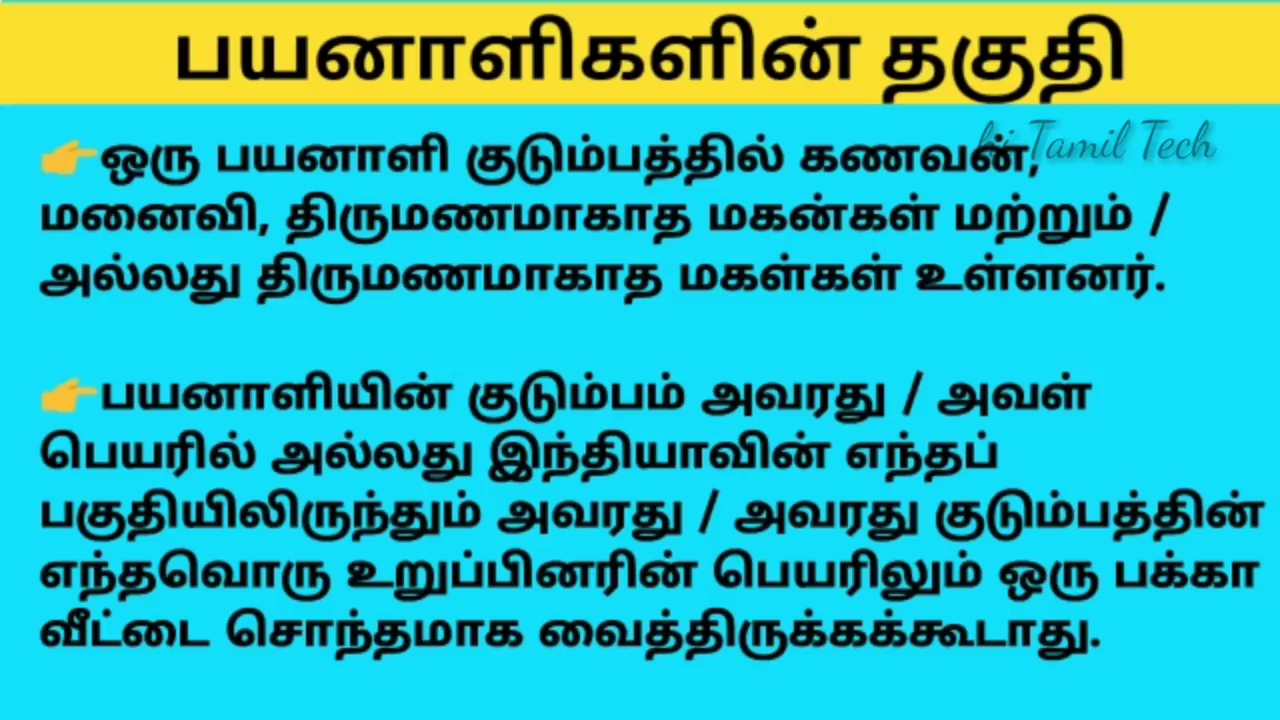 பயனாளிகளின் தகுதி
👉ஒரு பயனாளி குடும்பத்தில் கணவன்,
மனைவி, திருமணமாகாத மகன்கள் மற்றும் /
அல்லது திருமணமாகாத மகள்கள் உள்ளனர்.
👉பயனாளியின் குடும்பம் அவரது / அவள்
பெயரில் அல்லது இந்தியாவின் எந்தப்
பகுதியிலிருந்தும் அவரது / அவரது குடும்பத்தின்
எந்தவொரு உறுப்பினரின் பெயரிலும் ஒரு பக்கா
வீட்டை சொந்தமாக வைத்திருக்கக்கூடாது.
Tamil Tech